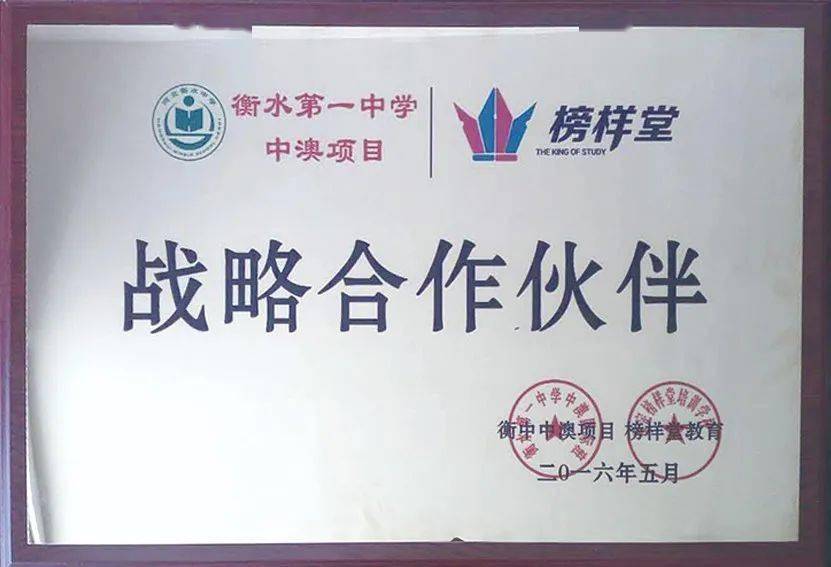 衡水第一中学
中澳项目
榜样堂
THE KING OF STUDY
战略合作伙伴
衡中中澳项目 榜样堂教育
二〇一六年五月